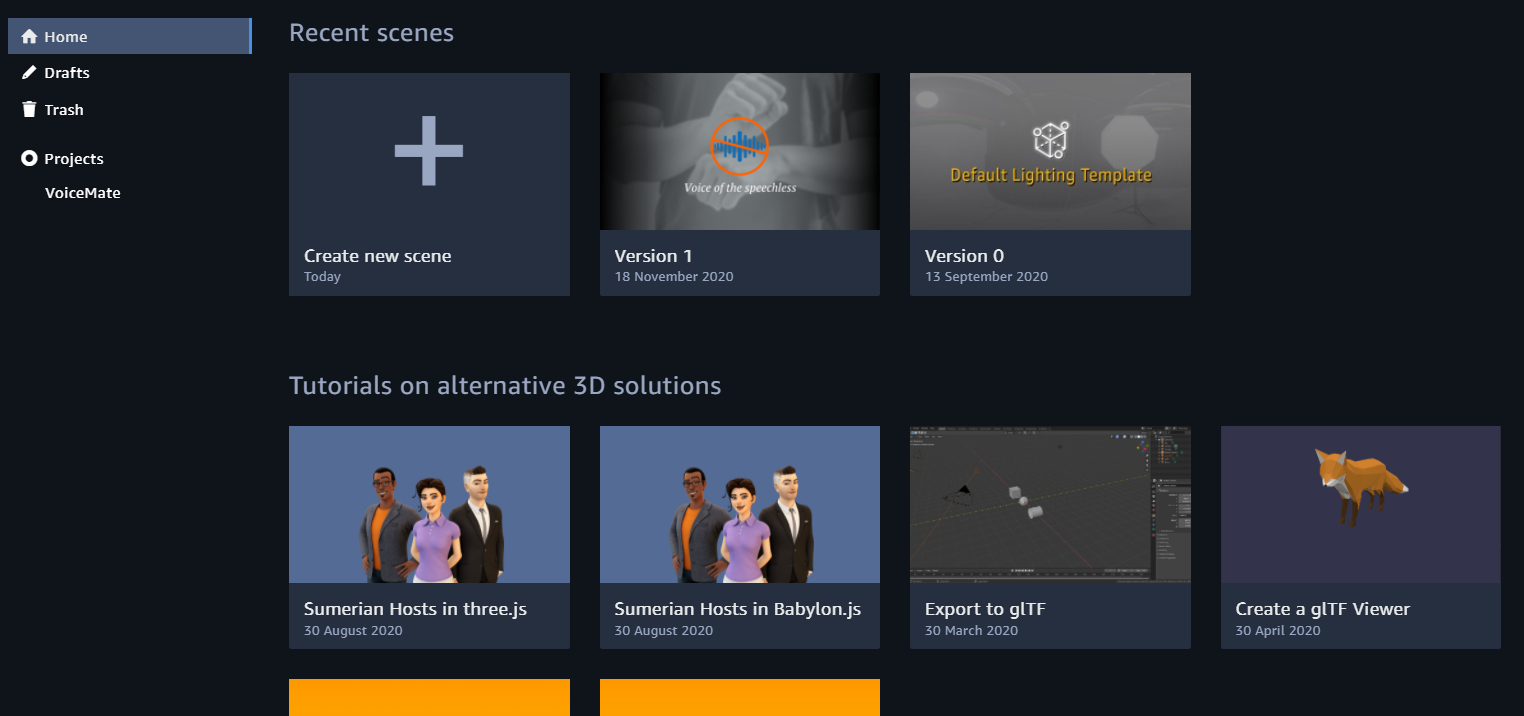 Home
Drafts
Trash
Projects
VoiceMate
Recent scenes
Create new scene
Today
Voice of the speechless
Version 1
18 November 2020
Default Lighting Template
Version 0
13 September 2020
Tutorials on alternative 3D solutions
Sumerian Hosts in three.js
30 August 2020
Sumerian Hosts in Babylon.js
30 August 2020
Export to glTF
30 March 2020
Create a glTF Viewer
30 April 2020